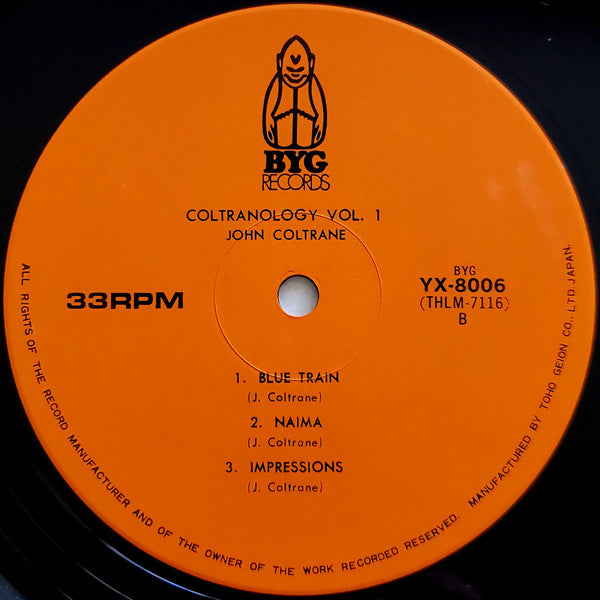 BYG
RECORDS
COLTRANOLOGY VOL. 1
JOHN COLTRANE
33RPM
BYG
YX-8006
(THLM-7116)
B
1. BLUE TRAIN
(J. Coltrane)
2. NAIMA
(J. Coltrane)
3. IMPRESSIONS
(J. Coltrane)
ALL RIGHTS OF THE RECORD MANUFACTURER AND OF THE OWNER OF THE WORK RECORDED RESERVED. MANUFACTURED BY TOHO GEION CO., LTD. JAPAN.